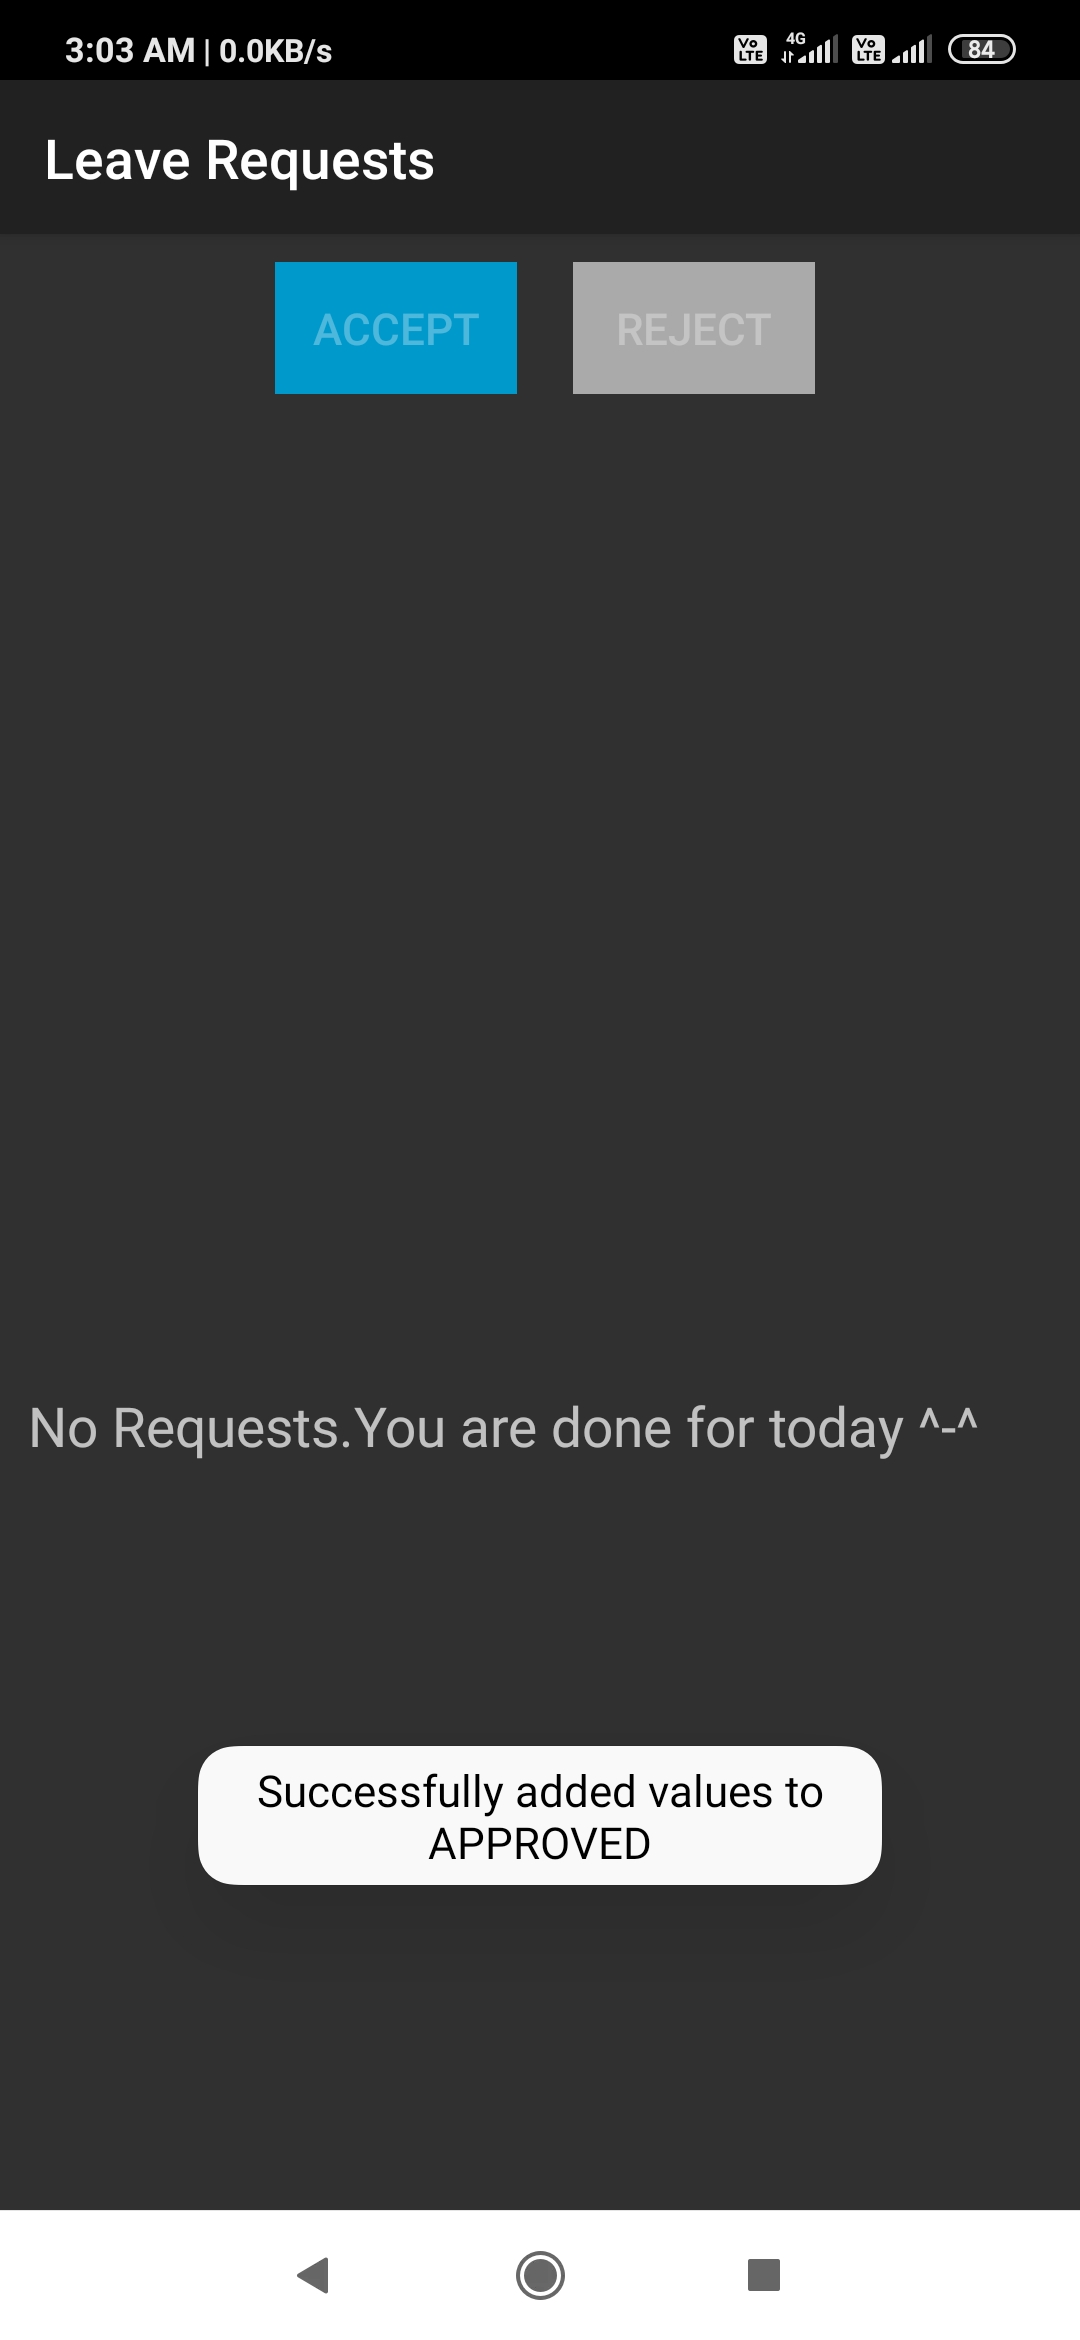 3:03 AM | 0.0KB/s Vo LTE 4G Vo LTE 84
Leave Requests
ACCEPT REJECT
No Requests.You are done for today ^-^
Successfully added values to
APPROVED